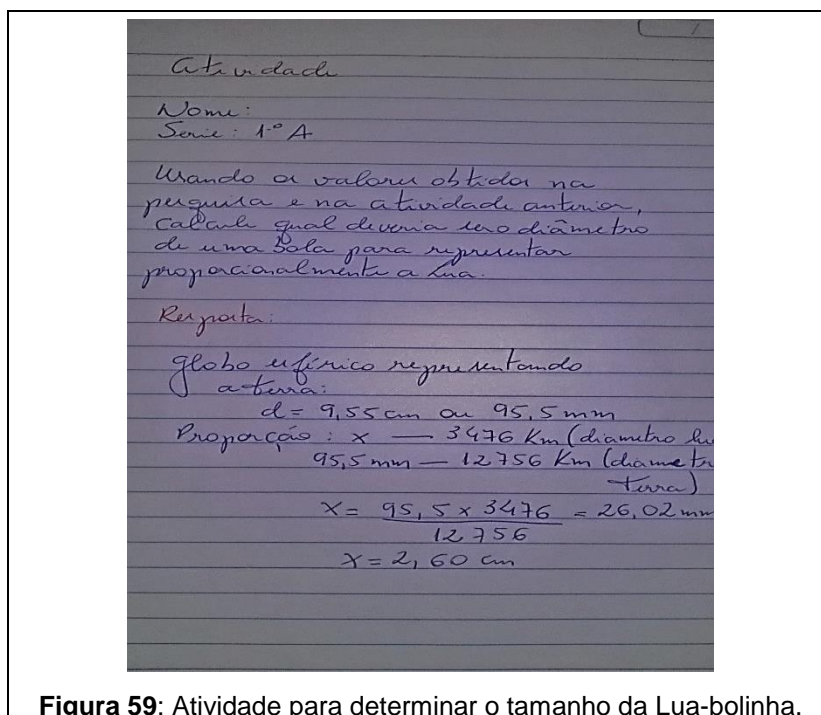 Atividade
Nome:
Serie: 1º A
Usando os valores obtidos na
pesquisa e na atividade anterior,
calcule qual deveria ser o diâmetro
de uma bola para representar
proporcionalmente a Lua.
Resposta:
globo esférico representando
a terra:
d = 9,55 cm ou 95,5 mm
Proporção: x — 3476 Km (diametro lu
95,5 mm — 12756 Km (diametr
terra)
x = 95,5 x 3476 = 26,02 mm
12756
x = 2,60 cm
Figura 59: Atividade para determinar o tamanho da Lua-bolinha.